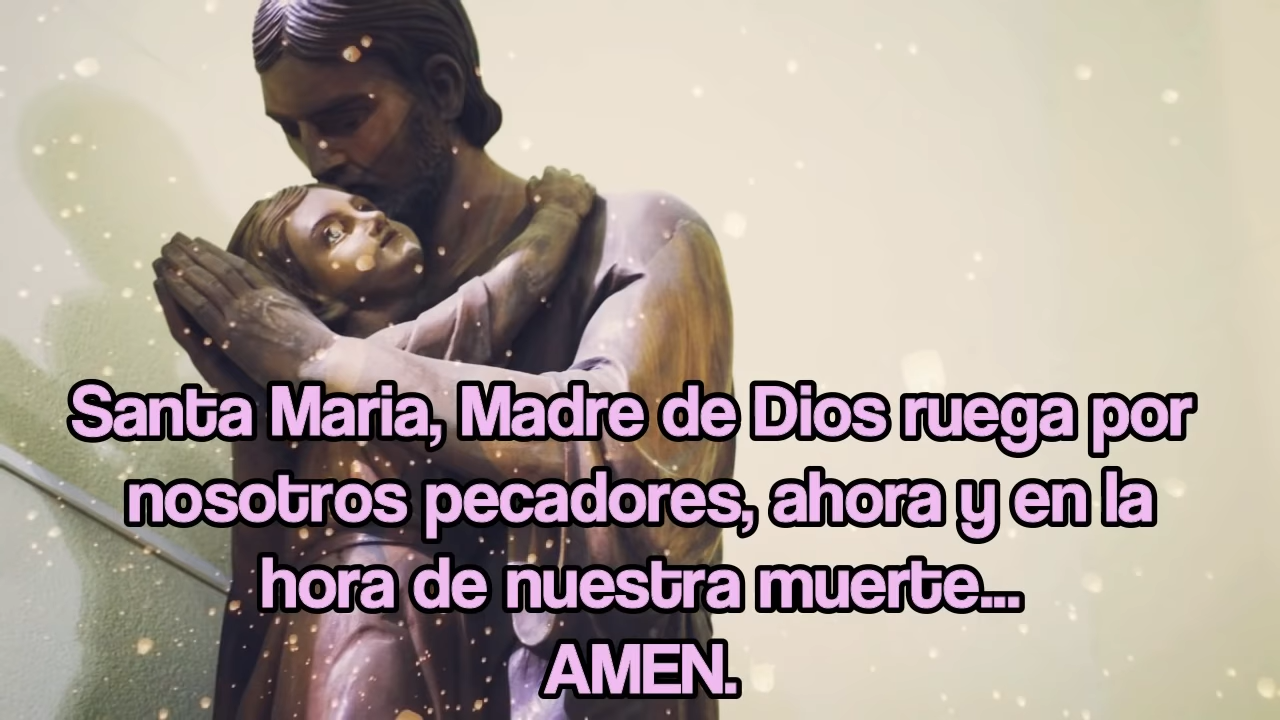 Santa Maria, Madre de Dios ruega por
nosotros pecadores, ahora y en la
hora de nuestra muerte...
AMEN.